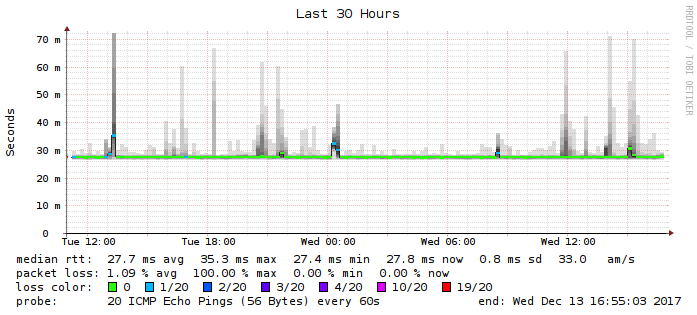 Last 30 Hours
RRDTOOL / TOBI OETIKER
Seconds
70 m
60 m
50 m
40 m
30 m
20 m
10 m
0
Tue 12:00 Tue 18:00 Wed 00:00 Wed 06:00 Wed 12:00
median rtt: 27.7 ms avg 35.3 ms max 27.4 ms min 27.8 ms now 0.8 ms sd 33.0 am/s
packet loss: 1.09 % avg 100.00 % max 0.00 % min 0.00 % now
loss color: 0 1/20 2/20 3/20 4/20 10/20 19/20
probe: 20 ICMP Echo Pings (56 Bytes) every 60s end: Wed Dec 13 16:55:03 2017